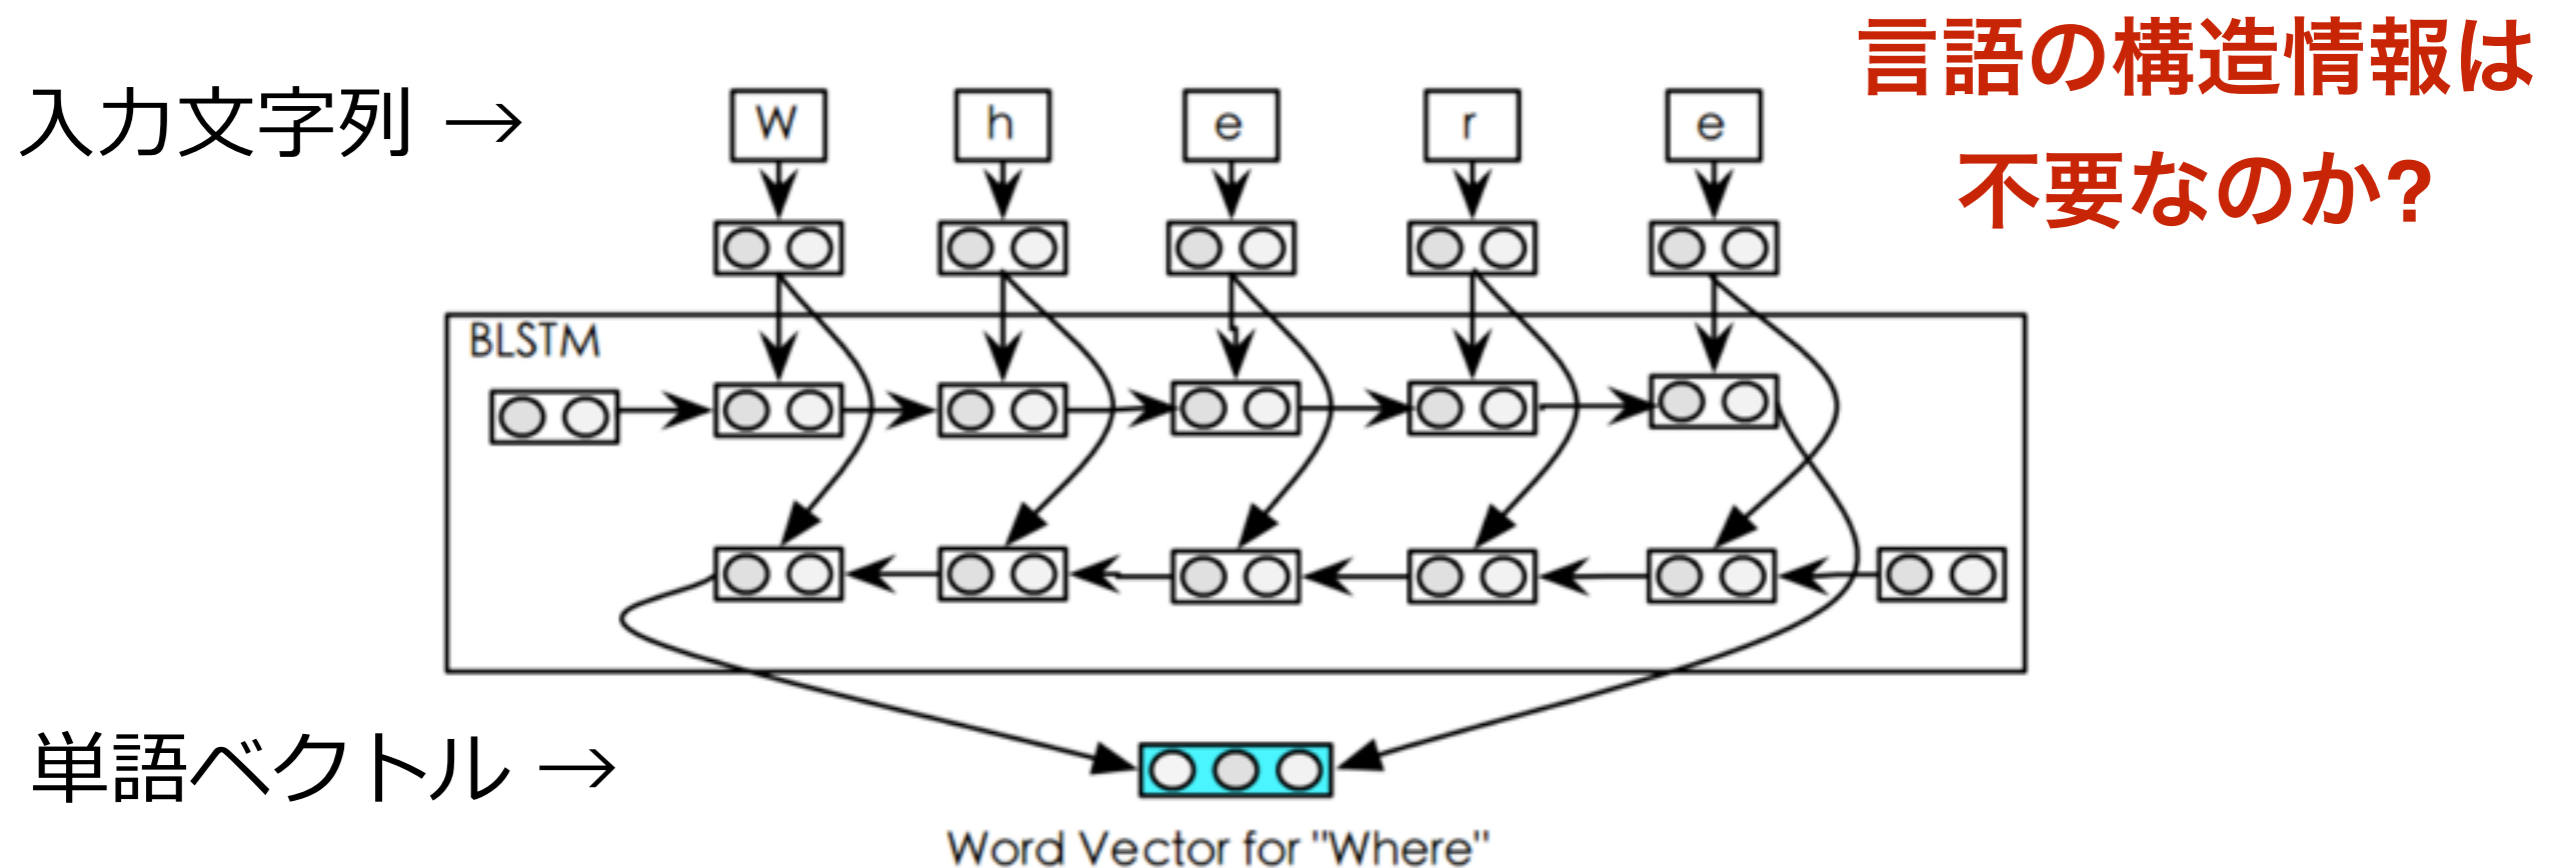 言語の構造情報は
不要なのか?
入力文字列 →
W h e r e
BLSTM
単語ベクトル →
Word Vector for "Where"